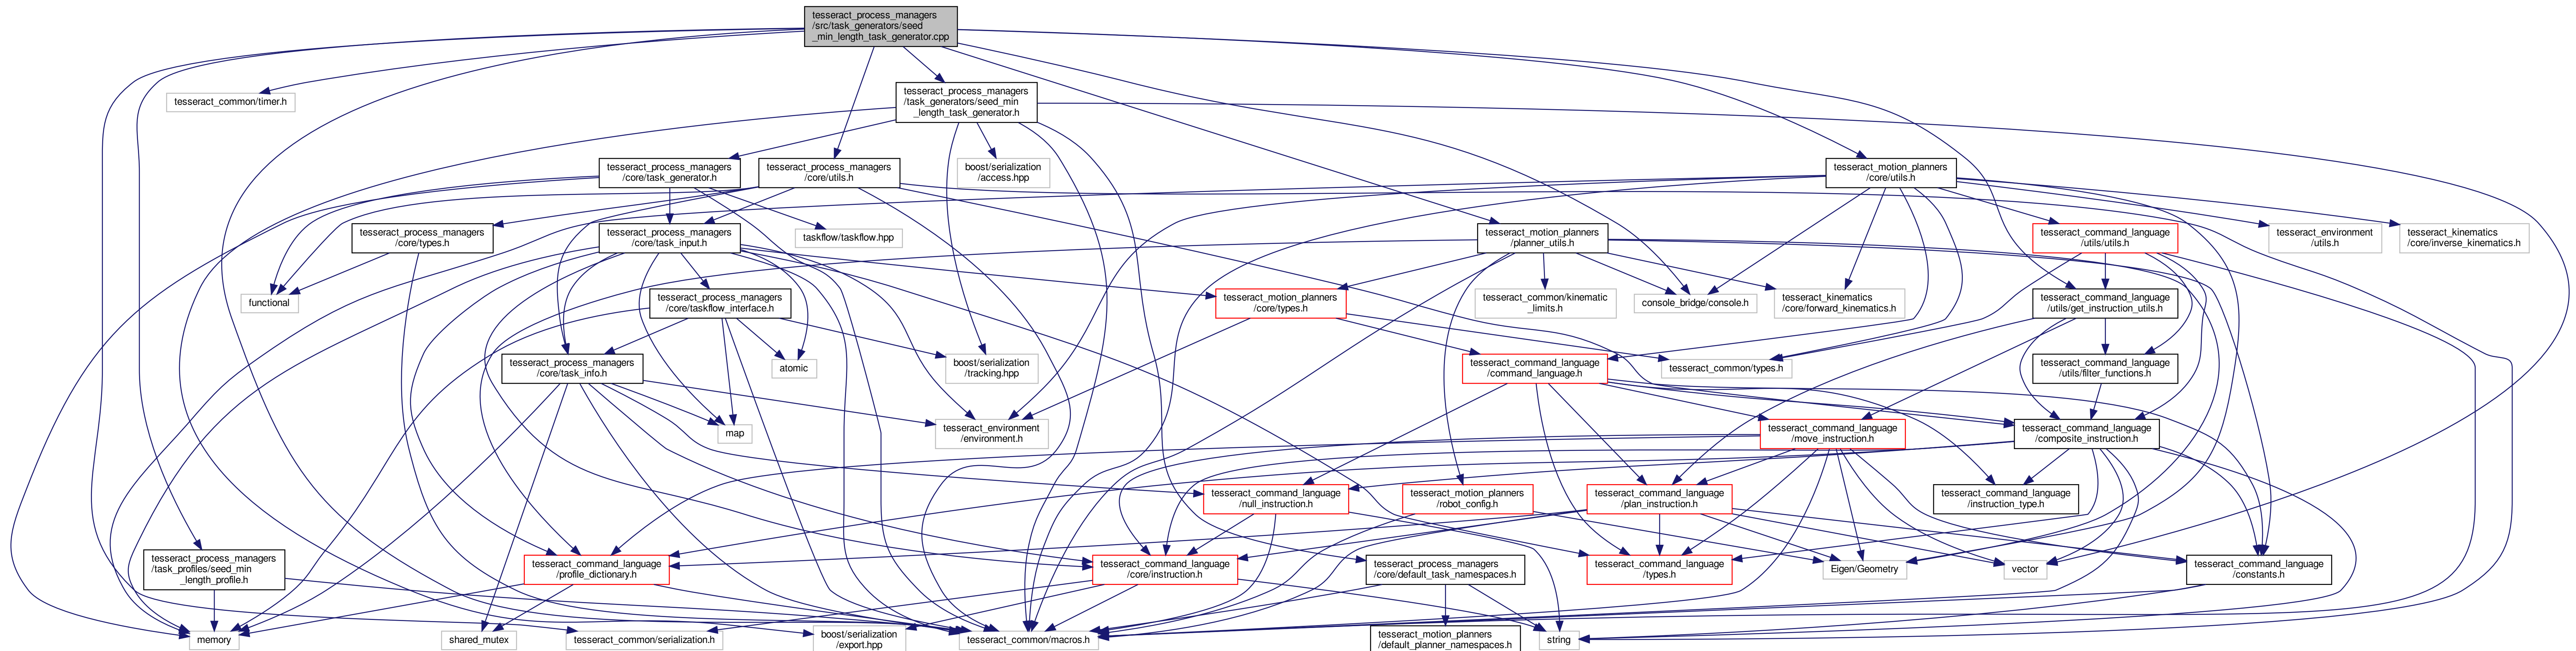 tesseract_process_managers
/src/task_generators/seed
_min_length_task_generator.cpp
tesseract_common/timer.h
tesseract_process_managers
/task_generators/seed_min
_length_task_generator.h
tesseract_process_managers
/core/task_generator.h
tesseract_process_managers
/core/utils.h
boost/serialization
/access.hpp
tesseract_motion_planners
/core/utils.h
tesseract_process_managers
/core/types.h
tesseract_process_managers
/core/task_input.h
taskflow/taskflow.hpp
tesseract_motion_planners
/planner_utils.h
tesseract_command_language
/utils/utils.h
tesseract_environment
/utils.h
tesseract_kinematics
/core/inverse_kinematics.h
functional
tesseract_process_managers
/core/taskflow_interface.h
tesseract_motion_planners
/core/types.h
tesseract_common/kinematic
_limits.h
console_bridge/console.h
tesseract_kinematics
/core/forward_kinematics.h
tesseract_command_language
/utils/get_instruction_utils.h
tesseract_process_managers
/core/task_info.h
atomic
boost/serialization
/tracking.hpp
tesseract_command_language
/command_language.h
tesseract_common/types.h
tesseract_command_language
/utils/filter_functions.h
map
tesseract_environment
/environment.h
tesseract_command_language
/move_instruction.h
tesseract_command_language
/composite_instruction.h
tesseract_command_language
/null_instruction.h
tesseract_motion_planners
/robot_config.h
tesseract_command_language
/plan_instruction.h
tesseract_command_language
/instruction_type.h
tesseract_process_managers
/task_profiles/seed_min
_length_profile.h
tesseract_command_language
/profile_dictionary.h
tesseract_command_language
/core/instruction.h
tesseract_process_managers
/core/default_task_namespaces.h
tesseract_command_language
/types.h
Eigen/Geometry
vector
tesseract_command_language
/constants.h
memory
shared_mutex
tesseract_common/serialization.h
boost/serialization
/export.hpp
tesseract_common/macros.h
tesseract_motion_planners
/default_planner_namespaces.h
string